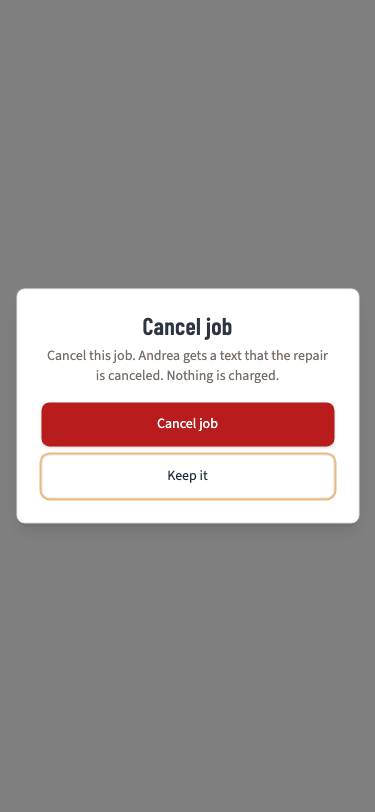 Cancel job
Cancel this job. Andrea gets a text that the repair
is canceled. Nothing is charged.
Cancel job
Keep it